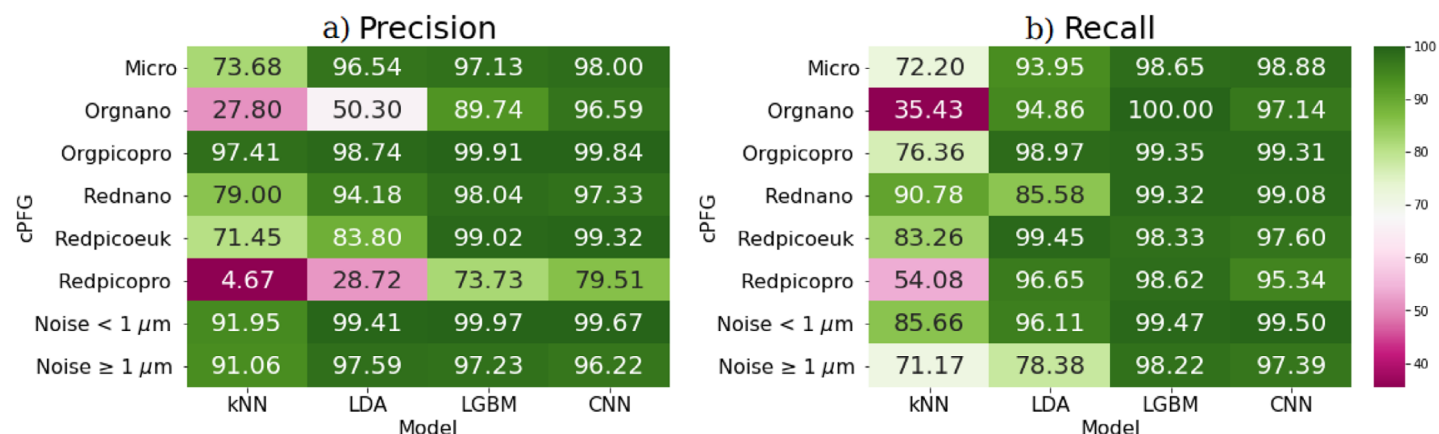 a) Precision
cPFG
Micro 73.68 96.54 97.13 98.00
Orgnano 27.80 50.30 89.74 96.59
Orgpicopro 97.41 98.74 99.91 99.84
Rednano 79.00 94.18 98.04 97.33
Redpicoeuk 71.45 83.80 99.02 99.32
Redpicopro 4.67 28.72 73.73 79.51
Noise < 1 μm 91.95 99.41 99.97 99.67
Noise ≥ 1 μm 91.06 97.59 97.23 96.22
kNN LDA LGBM CNN
Model
b) Recall
cPFG
Micro 72.20 93.95 98.65 98.88
Orgnano 35.43 94.86 100.00 97.14
Orgpicopro 76.36 98.97 99.35 99.31
Rednano 90.78 85.58 99.32 99.08
Redpicoeuk 83.26 99.45 98.33 97.60
Redpicopro 54.08 96.65 98.62 95.34
Noise < 1 μm 85.66 96.11 99.47 99.50
Noise ≥ 1 μm 71.17 78.38 98.22 97.39
kNN LDA LGBM CNN
Model
100
90
80
70
60
50
40